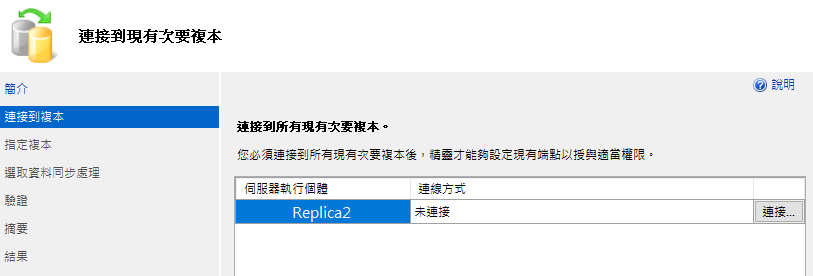 連接到現有次要複本
簡介
連接到複本
指定複本
選取資料同步處理
驗證
摘要
結果
說明
連接到所有現有次要複本。
您必須連接到所有現有次要複本後，精靈才能夠設定現有端點以授與適當權限。
伺服器執行個體 連線方式
Replica2 未連接 連接...